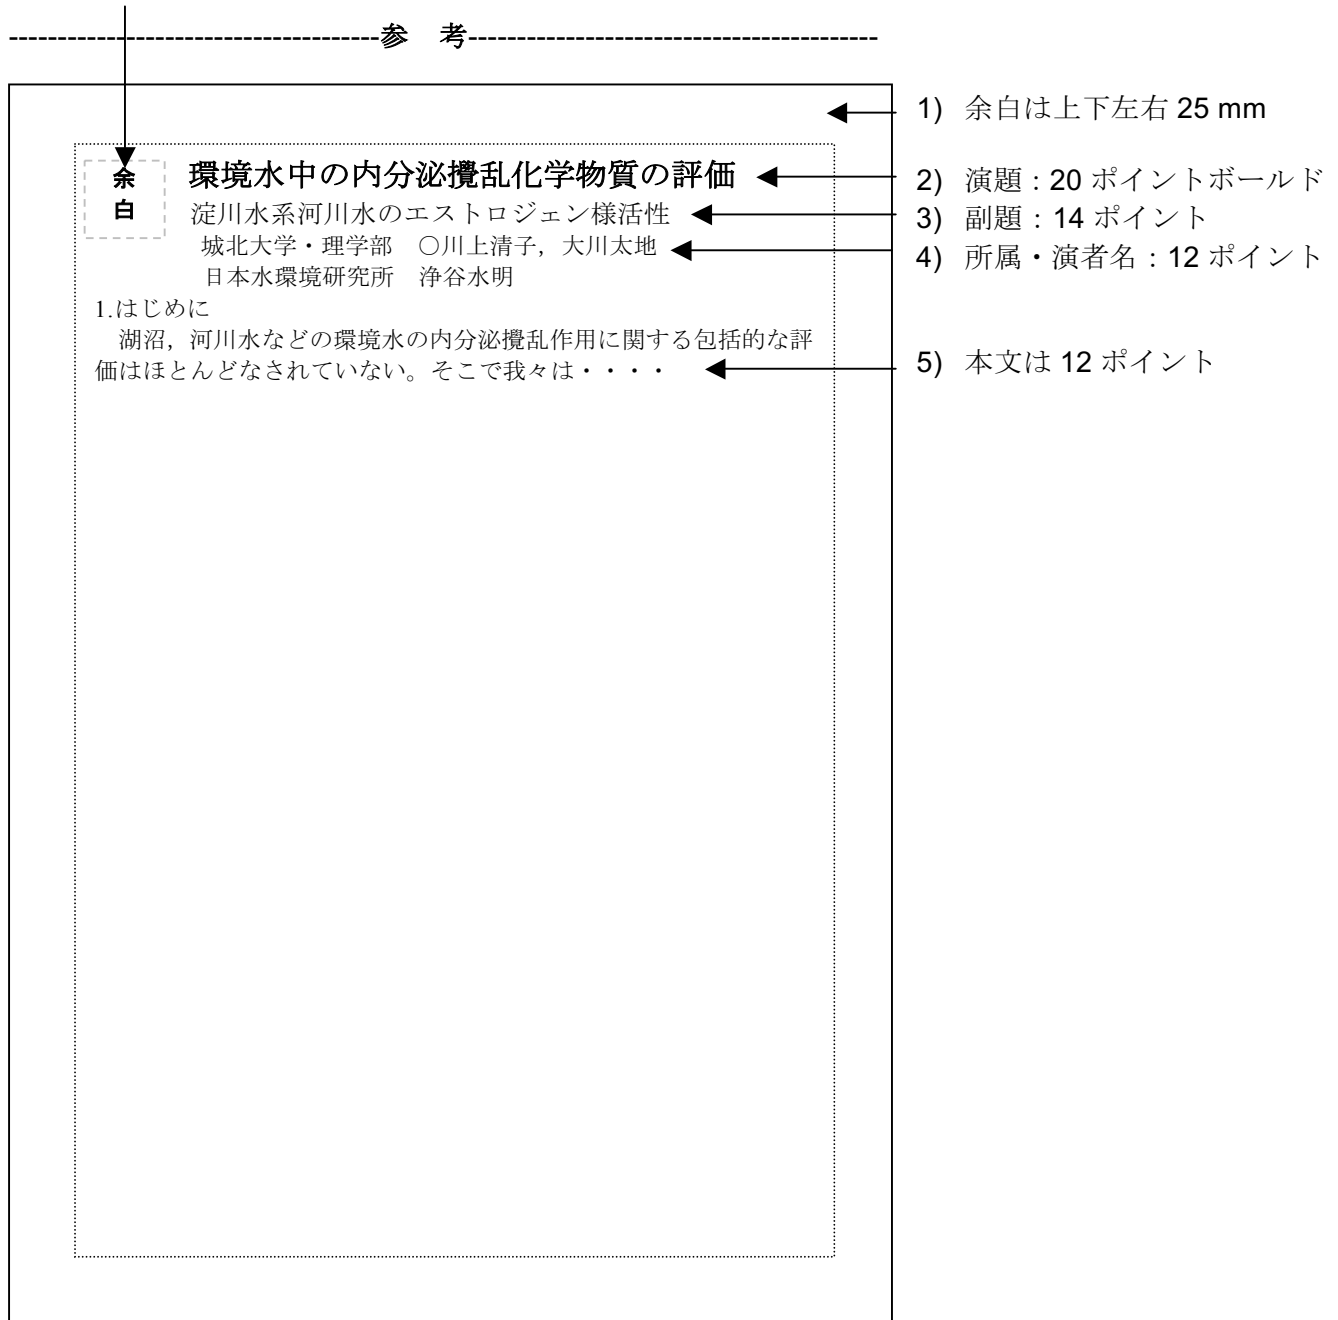 --------------------------------------参　考------------------------------------------
1) 余白は上下左右 25 mm
余
白
環境水中の内分泌攪乱化学物質の評価
2) 演題：20 ポイントボールド
淀川水系河川水のエストロジェン様活性
3) 副題：14 ポイント
城北大学・理学部　○川上清子，大川太地
4) 所属・演者名：12 ポイント
日本水環境研究所　浄谷水明
1.はじめに
湖沼，河川水などの環境水の内分泌攪乱作用に関する包括的な評
価はほとんどなされていない。そこで我々は・・・・
5) 本文は 12 ポイント